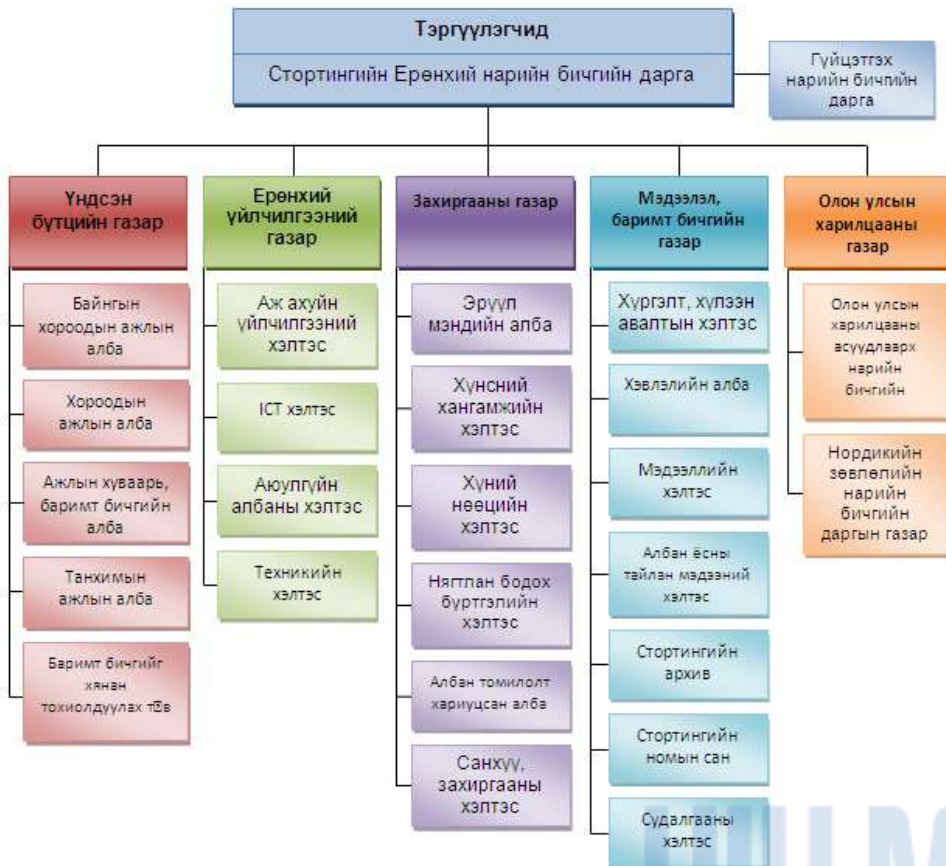 Тэргүүлэгчид
Стортингийн Ерөнхий нарийн бичгийн дарга
Гүйцэтгэх
нарийн бичгийн
дарга
Үндсэн
бүтцийн газар
Байнгын
хороодын ажлын
алба
Хороодын
ажлын алба
Ажлын хуваарь,
баримт бичгийн
алба
Танхимын
ажлын алба
Баримт бичгийг
хянан
тохиолдуулах т▯в
Ерөнхий
үйлчилгээний
газар
Аж ахуйн
үйлчилгээний
хэлтэс
ICT хэлтэс
Аюулгүйн
албаны хэлтэс
Техникийн
хэлтэс
Захиргааны газар
Эрүүл
мэндийн алба
Хүнсний
хангамжийн
хэлтэс
Хүний
нөөцийн
хэлтэс
Нягтлан бодох
бүртгэлийн
хэлтэс
Албан томилолт
хариуцсан алба
Санхүү,
захиргааны
хэлтэс
Мэдээлэл,
баримт бичгийн
газар
Хүргэлт, хүлээн
авалтын хэлтэс
Хэвлэлийн алба
Мэдээллийн
хэлтэс
Албан ёсны
тайлан мэдээний
хэлтэс
Стортингийн
архив
Стортингийн
номын сан
Судалгааны
хэлтэс
Олон улсын
харилцааны
газар
Олон улсын
харилцааны
асуудлаарх
нарийн
бичгийн
Нордикийн
зөвлөлийн
нарийн
бичгийн
даргын газар